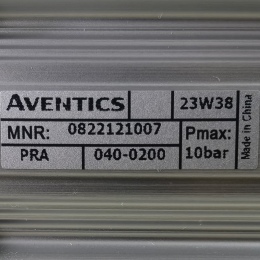 AVENTICS 23W38
MNR: 0822121007 Pmax:
PRA 040-0200 10bar
Made in China